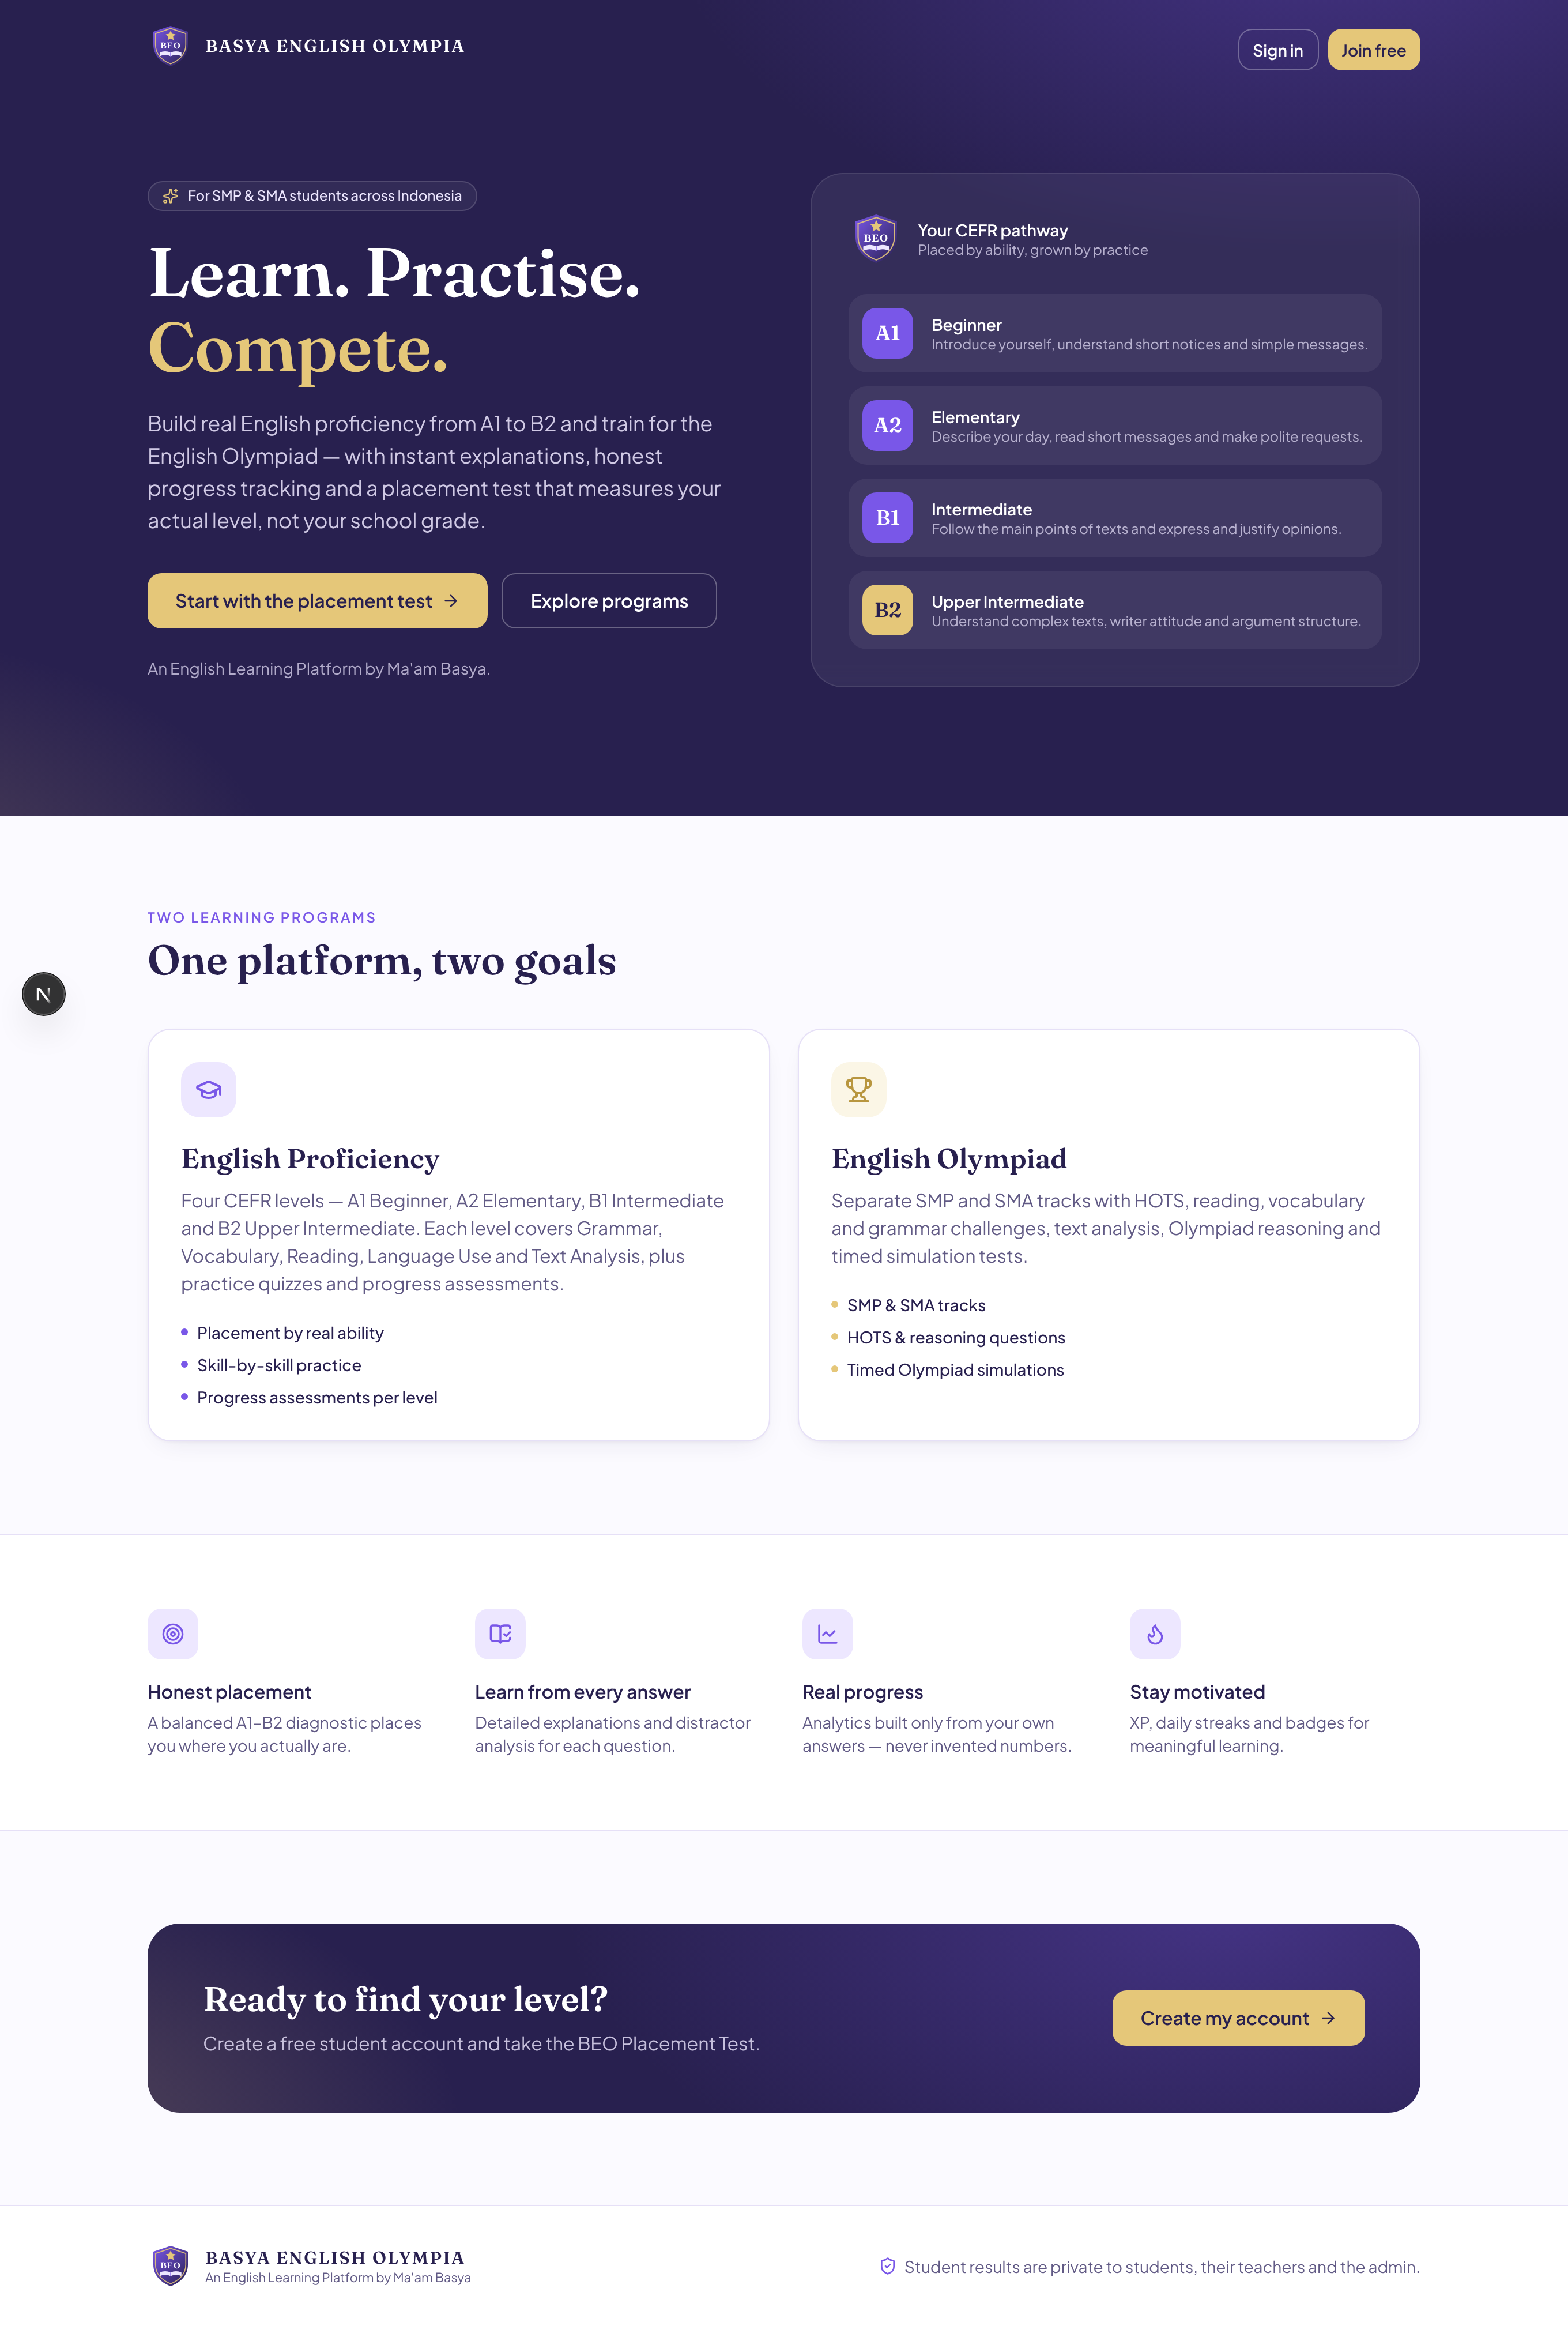 BEO
BASYA ENGLISH OLYMPIA
Sign in
Join free
For SMP & SMA students across Indonesia
Learn. Practise.
Compete.
Build real English proficiency from A1 to B2 and train for the
English Olympiad — with instant explanations, honest
progress tracking and a placement test that measures your
actual level, not your school grade.
Start with the placement test
Explore programs
An English Learning Platform by Ma'am Basya.
BEO
Your CEFR pathway
Placed by ability, grown by practice
A1
Beginner
Introduce yourself, understand short notices and simple messages.
A2
Elementary
Describe your day, read short messages and make polite requests.
B1
Intermediate
Follow the main points of texts and express and justify opinions.
B2
Upper Intermediate
Understand complex texts, writer attitude and argument structure.
TWO LEARNING PROGRAMS
One platform, two goals
N
English Proficiency
Four CEFR levels — A1 Beginner, A2 Elementary, B1 Intermediate
and B2 Upper Intermediate. Each level covers Grammar,
Vocabulary, Reading, Language Use and Text Analysis, plus
practice quizzes and progress assessments.
Placement by real ability
Skill-by-skill practice
Progress assessments per level
English Olympiad
Separate SMP and SMA tracks with HOTS, reading, vocabulary
and grammar challenges, text analysis, Olympiad reasoning and
timed simulation tests.
SMP & SMA tracks
HOTS & reasoning questions
Timed Olympiad simulations
Honest placement
A balanced A1–B2 diagnostic places
you where you actually are.
Learn from every answer
Detailed explanations and distractor
analysis for each question.
Real progress
Analytics built only from your own
answers — never invented numbers.
Stay motivated
XP, daily streaks and badges for
meaningful learning.
Ready to find your level?
Create a free student account and take the BEO Placement Test.
Create my account
BEO
BASYA ENGLISH OLYMPIA
An English Learning Platform by Ma'am Basya
Student results are private to students, their teachers and the admin.